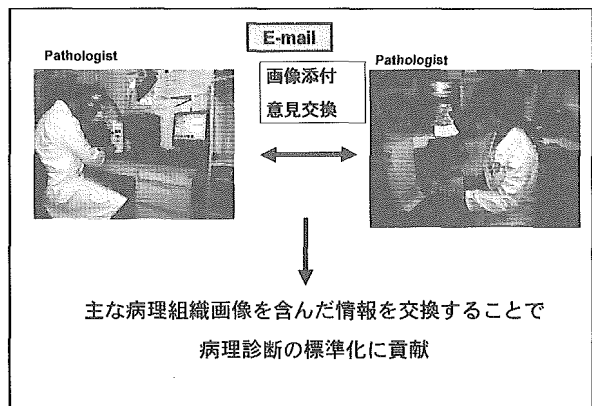 E-mail
Pathologist
Pathologist
画像添付
意見交換
主な病理組織画像を含んだ情報を交換することで
病理診断の標準化に貢献